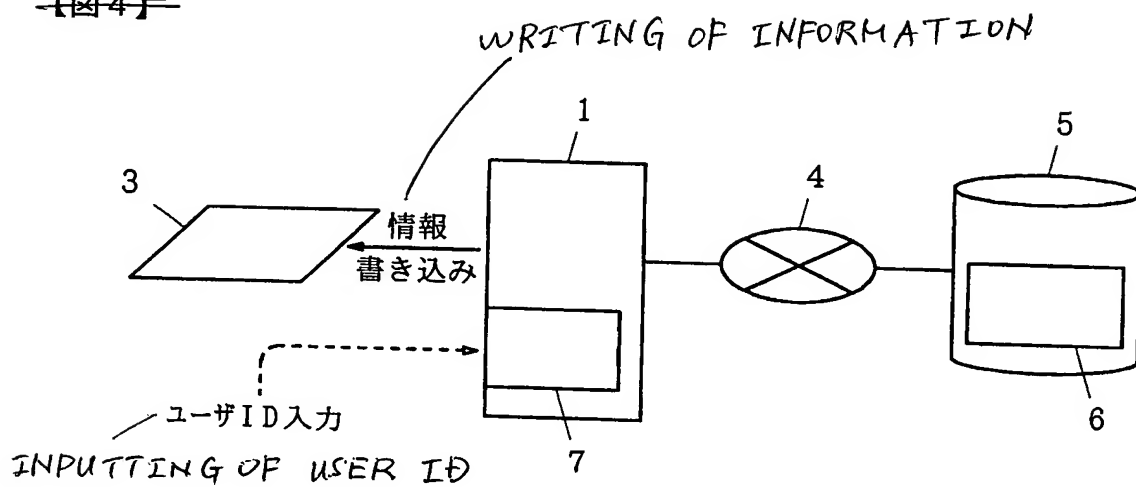 【図4】
WRITING OF INFORMATION
1
5
3
4
情報
書き込み
ユーザID入力
7
6
INPUTTING OF USER ID